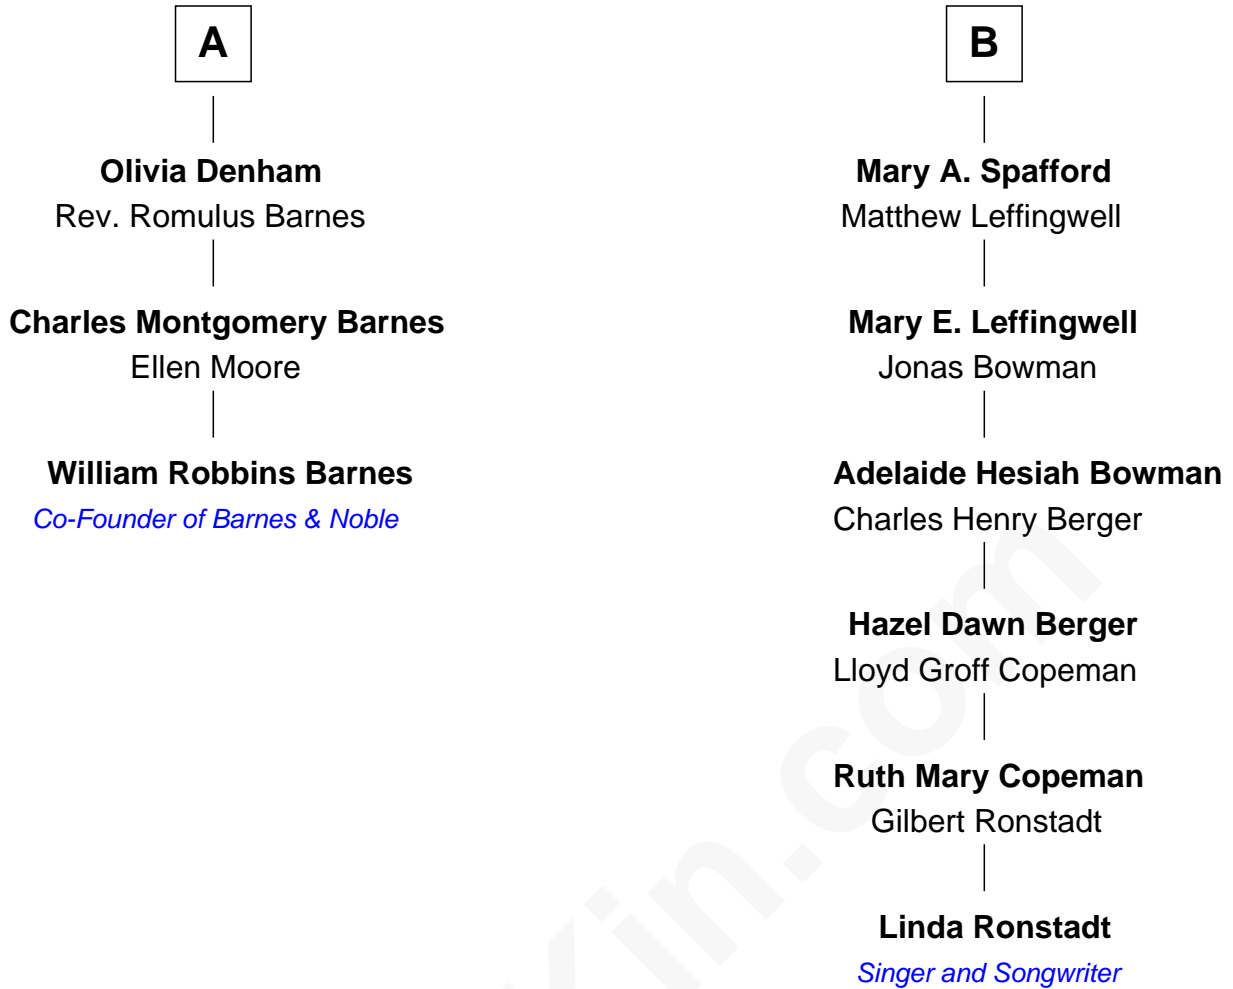 A
Olivia Denham
Rev. Romulus Barnes
Charles Montgomery Barnes
Ellen Moore
William Robbins Barnes
Co-Founder of Barnes & Noble
B
Mary A. Spafford
Matthew Leffingwell
Mary E. Leffingwell
Jonas Bowman
Adelaide Hesiah Bowman
Charles Henry Berger
Hazel Dawn Berger
Lloyd Groff Copeman
Ruth Mary Copeman
Gilbert Ronstadt
Linda Ronstadt
Singer and Songwriter
Kin.com